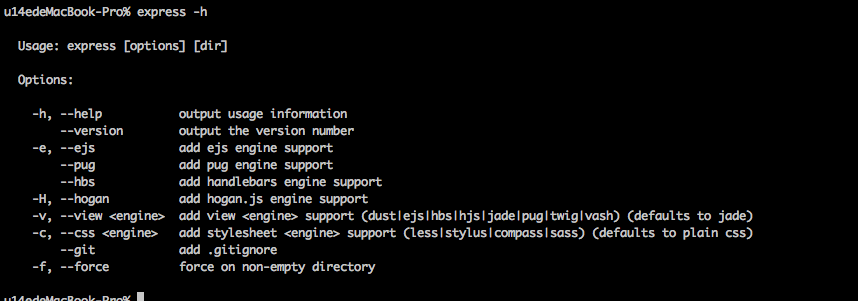 u14edeMacBook-Pro% express -h
Usage: express [options] [dir]
Options:
-h, --help output usage information
--version output the version number
-e, --ejs add ejs engine support
--pug add pug engine support
--hbs add handlebars engine support
-H, --hogan add hogan.js engine support
-v, --view <engine> add view <engine> support (dust|ejs|hbs|hjs|jade|pug|twig|vash) (defaults to jade)
-c, --css <engine> add stylesheet <engine> support (less|stylus|compass|sass) (defaults to plain css)
--git add .gitignore
-f, --force force on non-empty directory
u14edeMacBook-Pro%